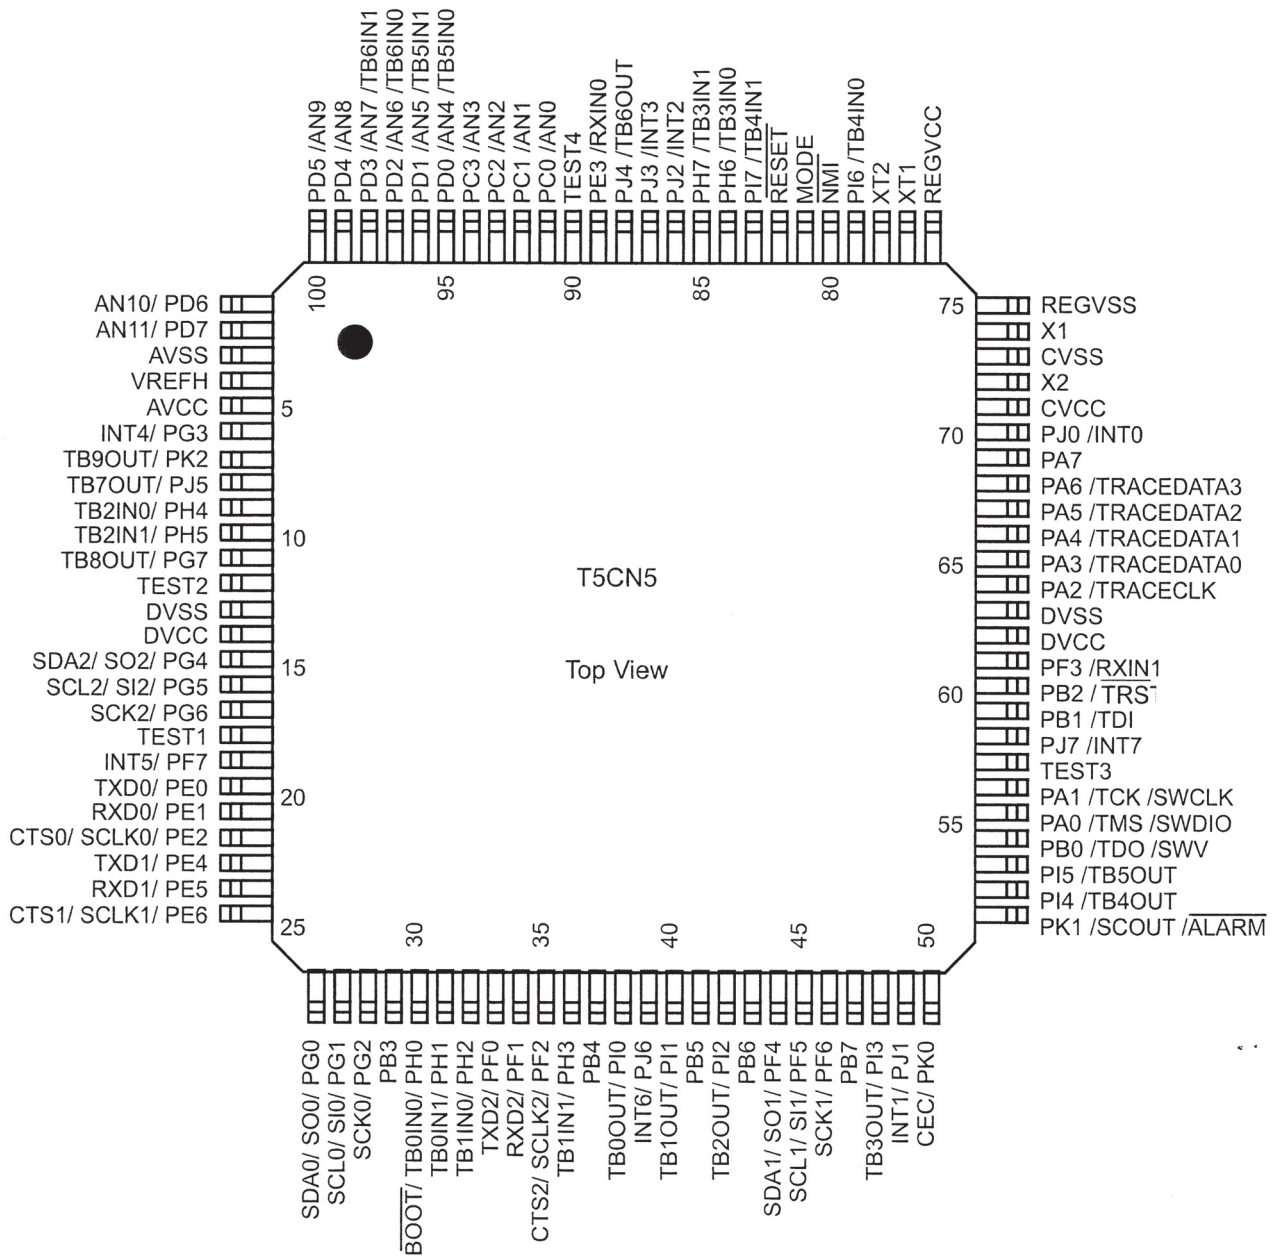 PD5 /AN9
PD4 /AN8
PD3 /AN7 /TB6IN1
PD2 /AN6 /TB6IN0
PD1 /AN5 /TB5IN1
PD0 /AN4 /TB5IN0
PC3 /AN3
PC2 /AN2
PC1 /AN1
PC0 /AN0
TEST4
PE3 /RXIN0
PJ4 /TB6OUT
PJ3 /INT3
PJ2 /INT2
PH7 /TB3IN1
PH6 /TB3IN0
PI7 /TB4IN1
RESET
MODE
NMI
PI6 /TB4IN0
XT2
XT1
REGVCC
100
95
90
85
80
AN10/ PD6
AN11/ PD7
AVSS
VREFH
AVCC
INT4/ PG3
TB9OUT/ PK2
TB7OUT/ PJ5
TB2IN0/ PH4
TB2IN1/ PH5
TB8OUT/ PG7
TEST2
DVSS
DVCC
SDA2/ SO2/ PG4
SCL2/ SI2/ PG5
SCK2/ PG6
TEST1
INT5/ PF7
TXD0/ PE0
RXD0/ PE1
CTS0/ SCLK0/ PE2
TXD1/ PE4
RXD1/ PE5
CTS1/ SCLK1/ PE6
5
10
15
20
25
T5CN5
Top View
75
70
65
60
55
REGVSS
X1
CVSS
X2
CVCC
PJ0 /INT0
PA7
PA6 /TRACEDATA3
PA5 /TRACEDATA2
PA4 /TRACEDATA1
PA3 /TRACEDATA0
PA2 /TRACECLK
DVSS
DVCC
PF3 /RXIN1
PB2 / TRST
PB1 /TDI
PJ7 /INT7
TEST3
PA1 /TCK /SWCLK
PA0 /TMS /SWDIO
PB0 /TDO /SWV
PI5 /TB5OUT
PI4 /TB4OUT
PK1 /SCOUT /ALARM
30
35
40
45
50
SDA0/ SO0/ PG0
SCL0/ SI0/ PG1
SCK0/ PG2
PB3
BOOT/ TB0IN0/ PH0
TB0IN1/ PH1
TB1IN0/ PH2
TXD2/ PF0
RXD2/ PF1
CTS2/ SCLK2/ PF2
TB1IN1/ PH3
PB4
TB0OUT/ PI0
INT6/ PJ6
TB1OUT/ PI1
PB5
TB2OUT/ PI2
PB6
SDA1/ SO1/ PF4
SCL1/ SI1/ PF5
SCK1/ PF6
PB7
TB3OUT/ PI3
INT1/ PJ1
CEC/ PK0